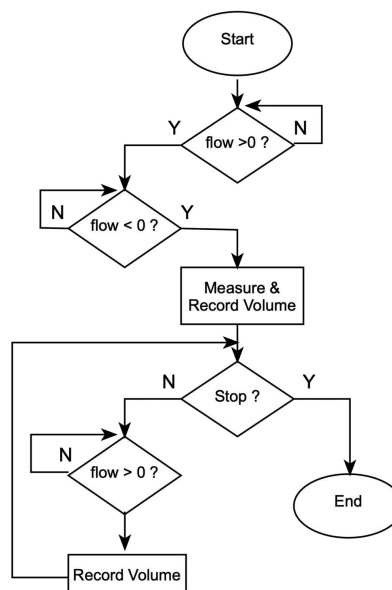 Start
Y
N
flow >0 ?
N
Y
flow < 0 ?
Measure &
Record Volume
N
Y
Stop ?
N
flow > 0 ?
End
Record Volume